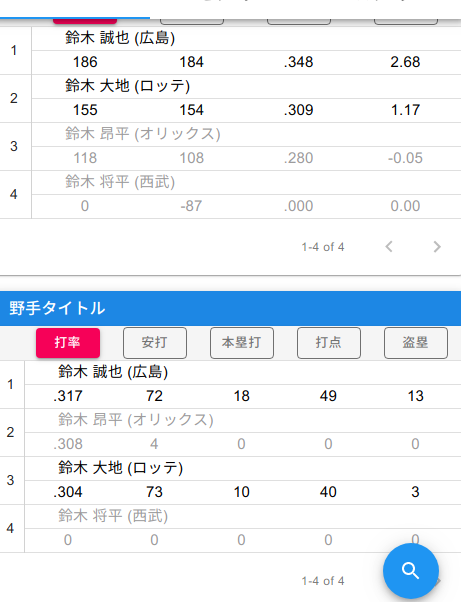 1
鈴木 誠也 (広島)
186 184 .348 2.68
2
鈴木 大地 (ロッテ)
155 154 .309 1.17
3
鈴木 昂平 (オリックス)
118 108 .280 -0.05
4
鈴木 将平 (西武)
0 -87 .000 0.00
1-4 of 4
野手タイトル
打率 安打 本塁打 打点 盗塁
1
鈴木 誠也 (広島)
.317 72 18 49 13
2
鈴木 昂平 (オリックス)
.308 4 0 0 0
3
鈴木 大地 (ロッテ)
.304 73 10 40 3
4
鈴木 将平 (西武)
0 0 0 0 0
1-4 of 4